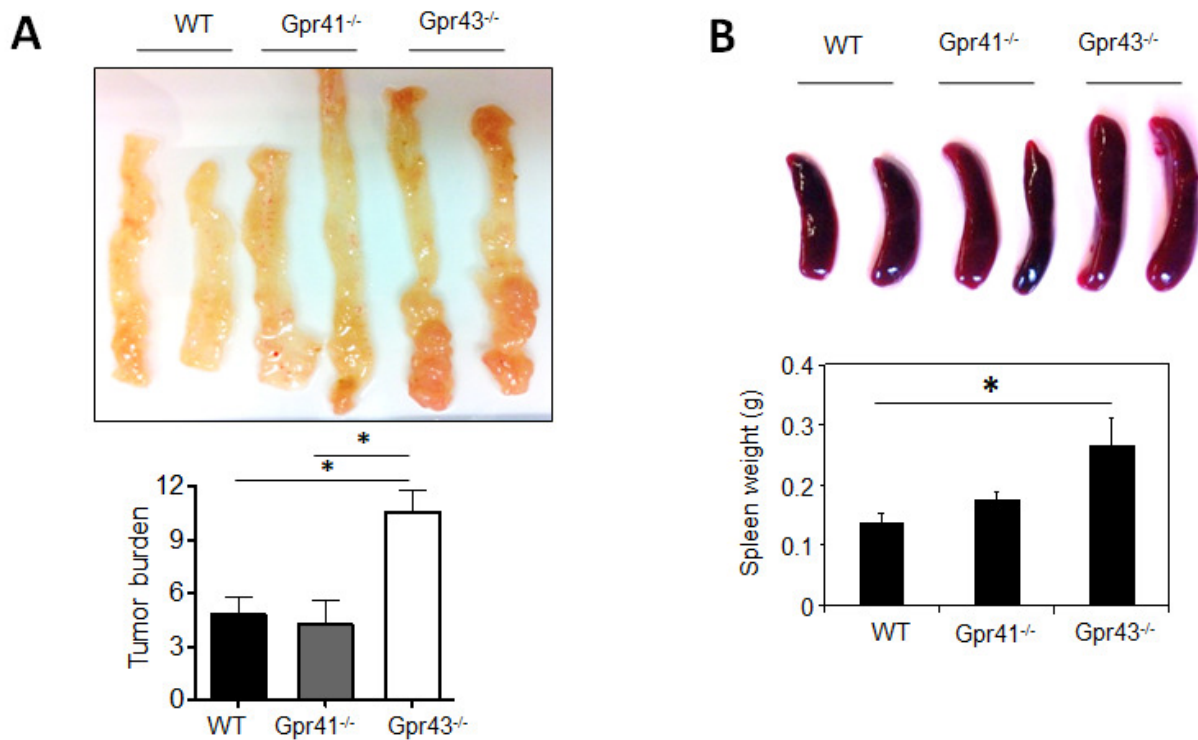 A
WT Gpr41-/- Gpr43-/-
*
*
Tumor burden
12
9
6
3
0
WT Gpr41-/- Gpr43-/-
B
WT Gpr41-/- Gpr43-/-
*
Spleen weight (g)
0.4
0.3
0.2
0.1
0
WT Gpr41-/- Gpr43-/-